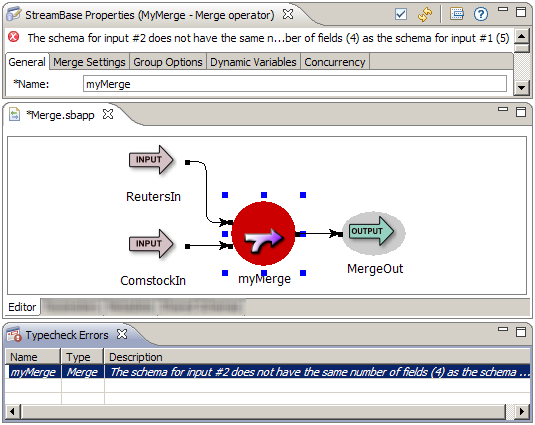 StreamBase Properties (MyMerge - Merge operator)
The schema for input #2 does not have the same n...ber of fields (4) as the schema for input #1 (5)
General Merge Settings Group Options Dynamic Variables Concurrency
*Name: myMerge
*Merge.sbapp
INPUT
ReutersIn
INPUT
OUTPUT
ComstockIn
myMerge
MergeOut
Editor
Typecheck Errors
Name Type Description
myMerge Merge The schema for input #2 does not have the same number of fields (4) as the schema ...